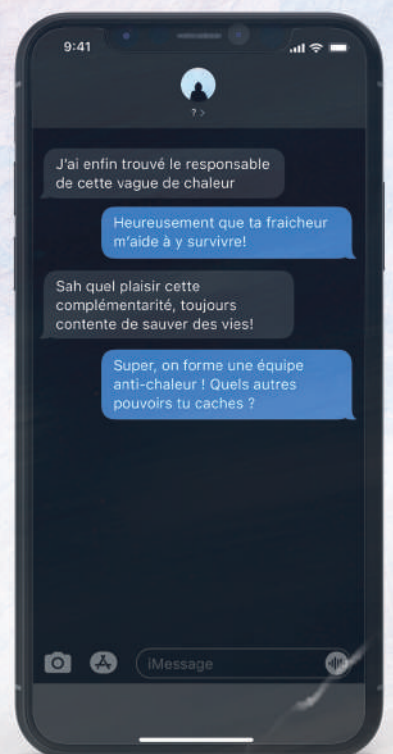 9:41
? >
J'ai enfin trouvé le responsable
de cette vague de chaleur
Heureusement que ta fraicheur
m'aide à y survivre!
Sah quel plaisir cette
complémentarité, toujours
contente de sauver des vies!
Super, on forme une équipe
anti-chaleur ! Quels autres
pouvoirs tu caches ?
iMessage